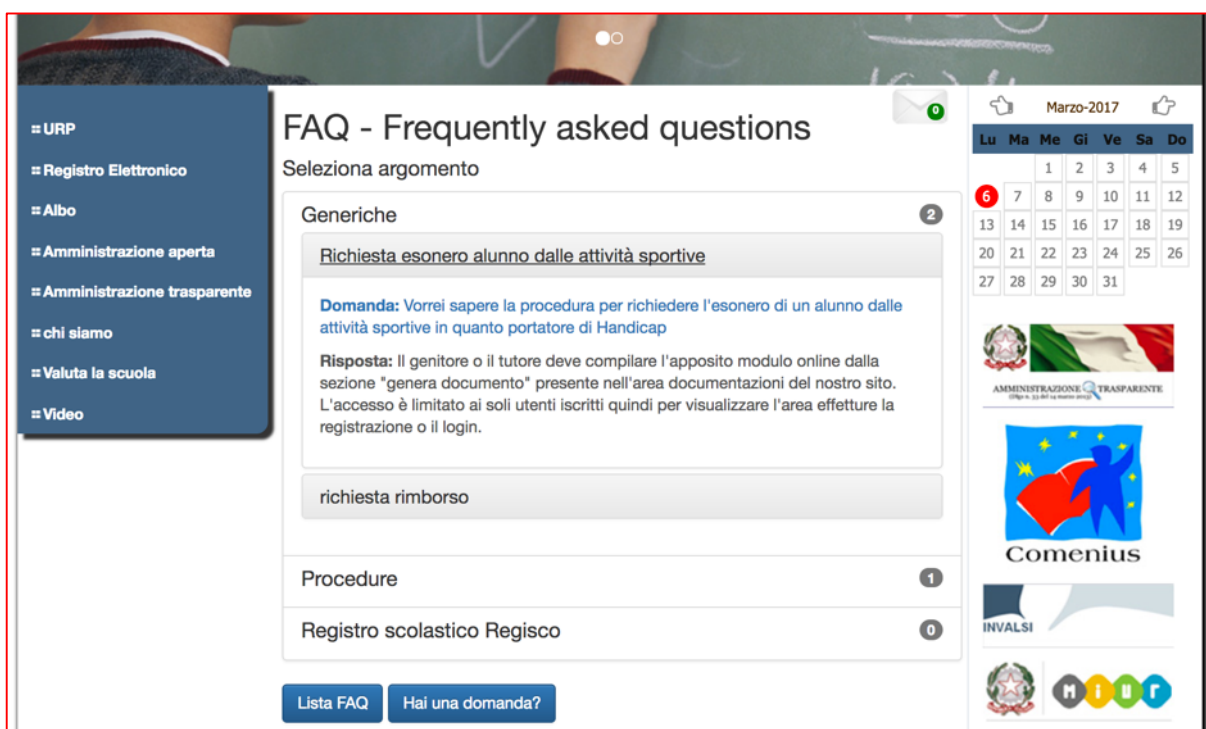 FAQ - Frequently asked questions
0
Seleziona argomento
:: URP
:: Registro Elettronico
:: Albo
:: Amministrazione aperta
:: Amministrazione trasparente
:: chi siamo
:: Valuta la scuola
:: Video
Generiche 2
Richiesta esonero alunno dalle attività sportive
Domanda: Vorrei sapere la procedura per richiedere l'esonero di un alunno dalle
attività sportive in quanto portatore di Handicap
Risposta: Il genitore o il tutore deve compilare l'apposito modulo online dalla
sezione "genera documento" presente nell'area documentazioni del nostro sito.
L'accesso è limitato ai soli utenti iscritti quindi per visualizzare l'area effetture la
registrazione o il login.
richiesta rimborso
Procedure 1
Registro scolastico Regisco 0
Lista FAQ Hai una domanda?
Marzo-2017
Lu Ma Me Gi Ve Sa Do
1 2 3 4 5
6 7 8 9 10 11 12
13 14 15 16 17 18 19
20 21 22 23 24 25 26
27 28 29 30 31
AMMINISTRAZIONE TRASPARENTE
(Dlgs n. 33 del 14 marzo 2013)
Comenius
INVALSI
MiUr